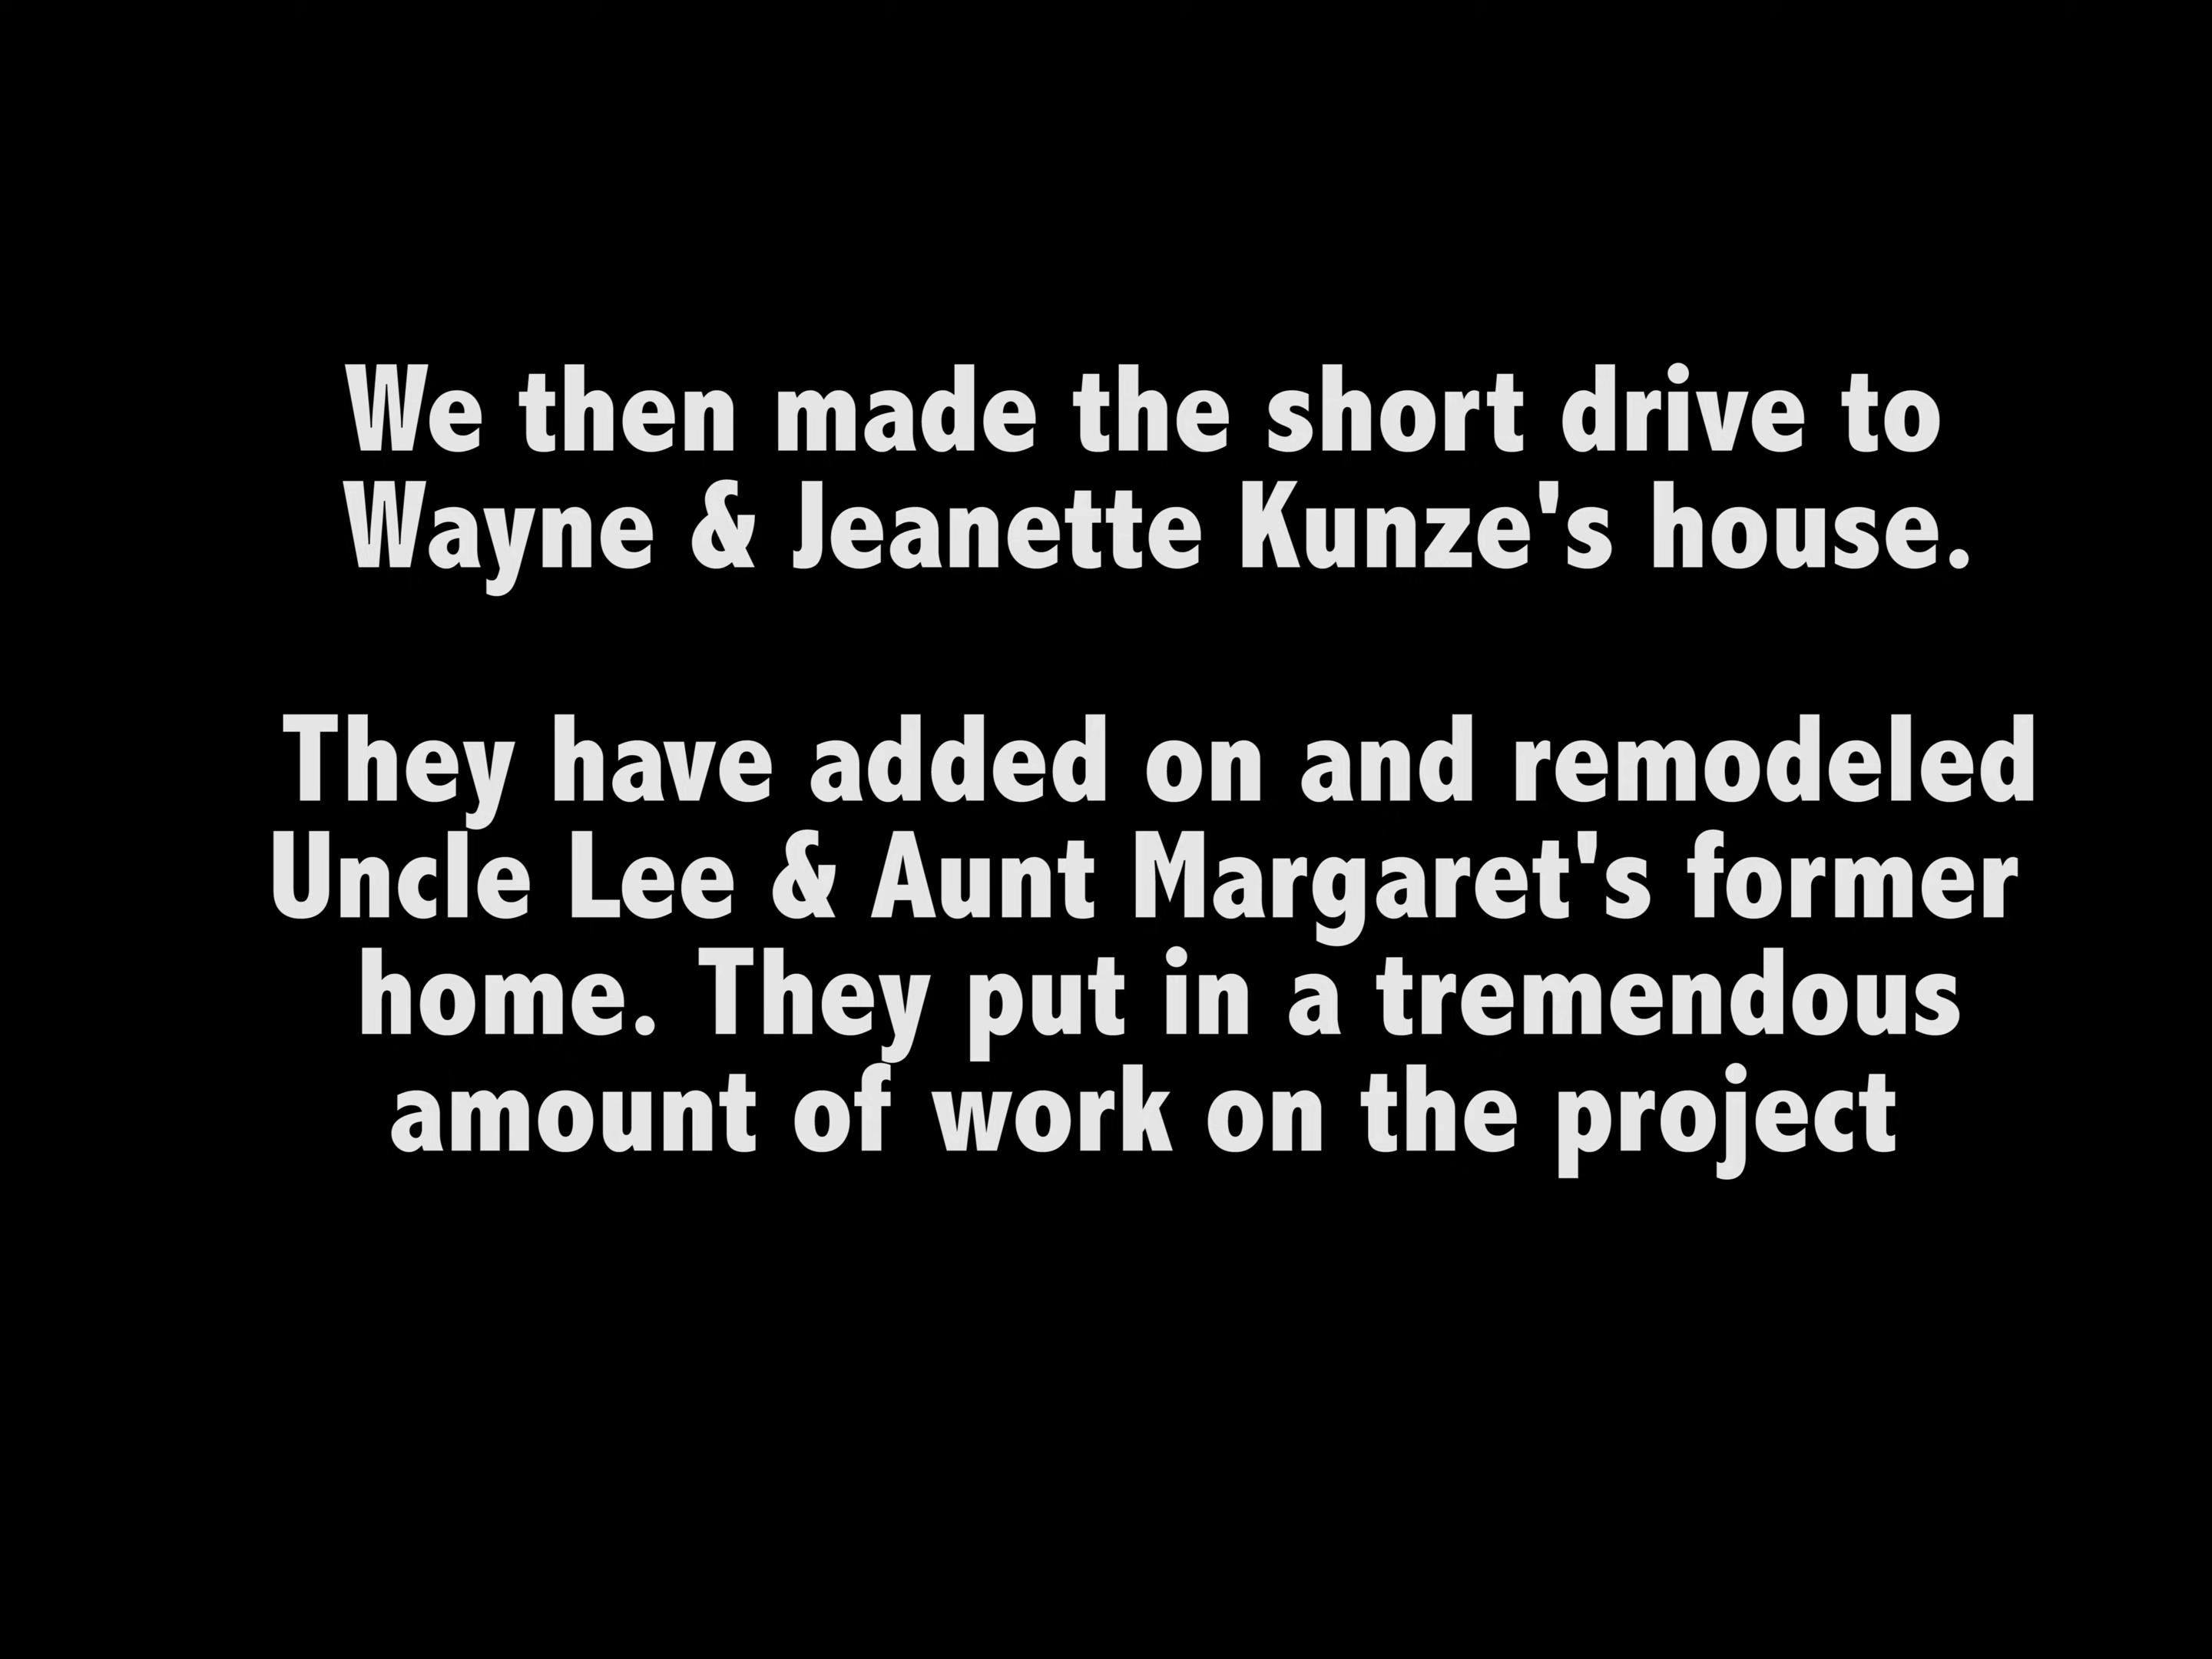 We then made the short drive to
Wayne & Jeanette Kunze's house.
They have added on and remodeled
Uncle Lee & Aunt Margaret's former
home. They put in a tremendous
amount of work on the project